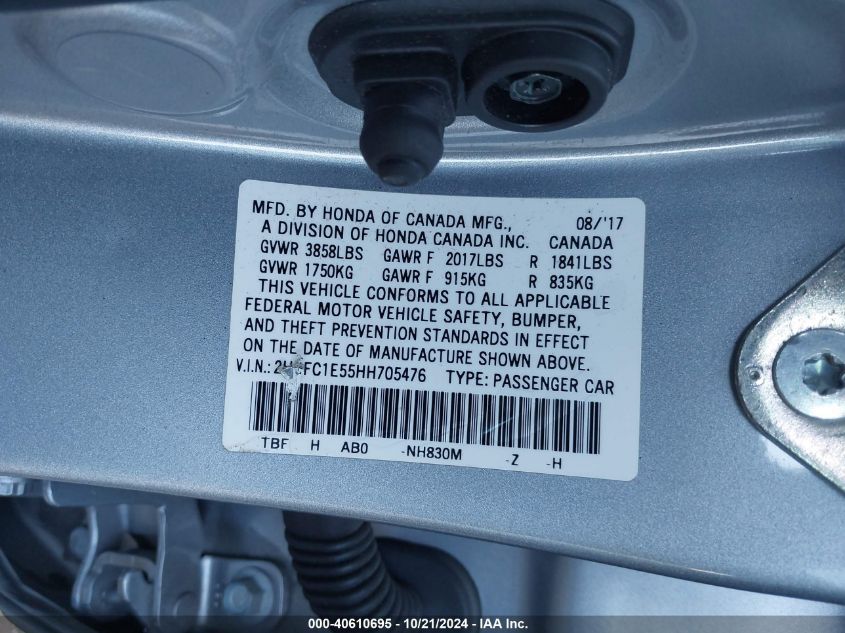 MFD. BY HONDA OF CANADA MFG., 08/'17
A DIVISION OF HONDA CANADA INC. CANADA
GVWR 3858LBS GAWR F 2017LBS R 1841LBS
GVWR 1750KG GAWR F 915KG R 835KG
THIS VEHICLE CONFORMS TO ALL APPLICABLE
FEDERAL MOTOR VEHICLE SAFETY, BUMPER,
AND THEFT PREVENTION STANDARDS IN EFFECT
ON THE DATE OF MANUFACTURE SHOWN ABOVE.
V.I.N.: TYPE: PASSENGER CAR
TBF H AB0 -NH830M -Z -H
000-40610695 - 10/21/2024 - IAA Inc.